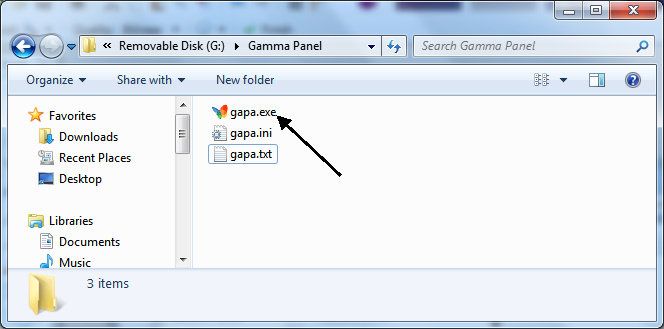 « Removable Disk (G:) Gamma Panel Search Gamma Panel
Organize Share with New folder
Favorites
Downloads
Recent Places
Desktop
Libraries
Documents
Music
gapa.exe
gapa.ini
gapa.txt
3 items